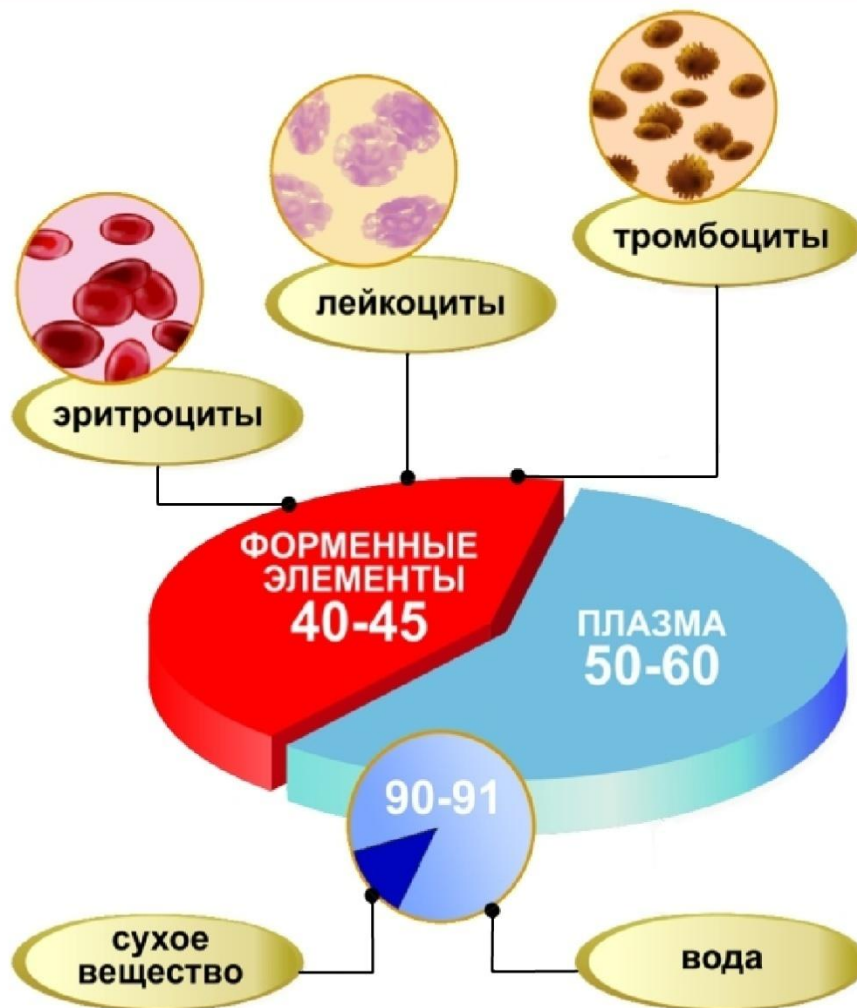 тромбоциты
лейкоциты
эритроциты
ФОРМЕННЫЕ
ЭЛЕМЕНТЫ
40-45
ПЛАЗМА
50-60
90-91
сухое
вещество
вода